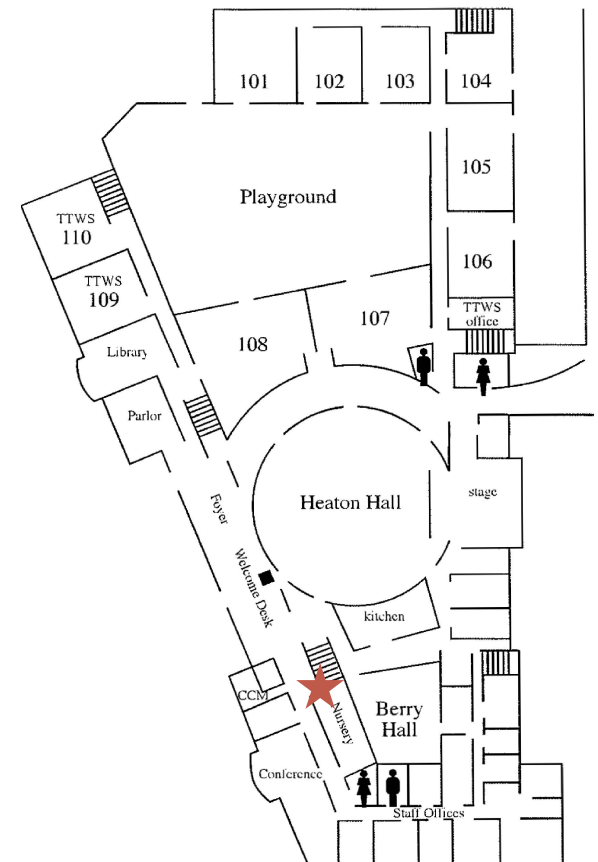 101
102
103
104
105
Playground
TTWS
110
106
TTWS
109
TTWS
office
107
Library
108
Parlor
Heaton Hall
stage
Foyer
Welcome Desk
kitchen
CCM
Nursery
Berry
Hall
Conference
Staff Offices